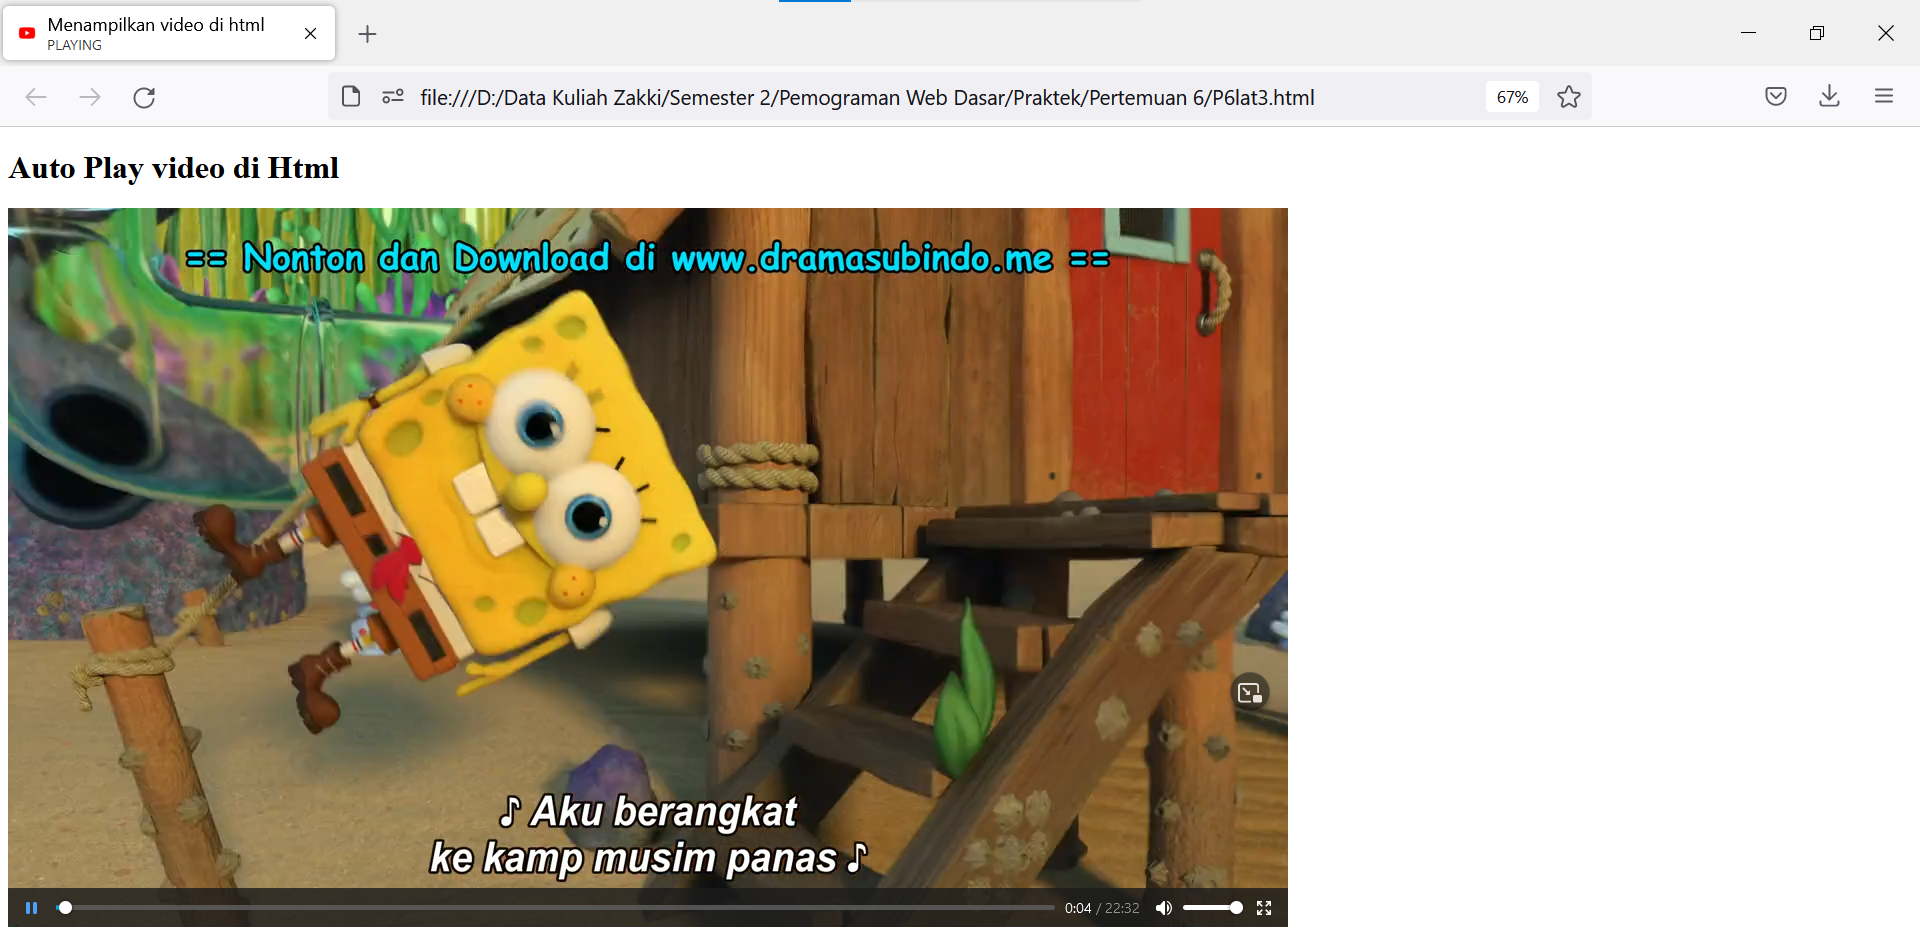 Menampilkan video di html
PLAYING
file:///D:/Data Kuliah Zakki/Semester 2/Pemograman Web Dasar/Praktek/Pertemuan 6/P6lat3.html
67%
Auto Play video di Html
== Nonton dan Download di www.dramasubindo.me ==
♪ Aku berangkat
ke kamp musim panas ♪
0:04 / 22:32